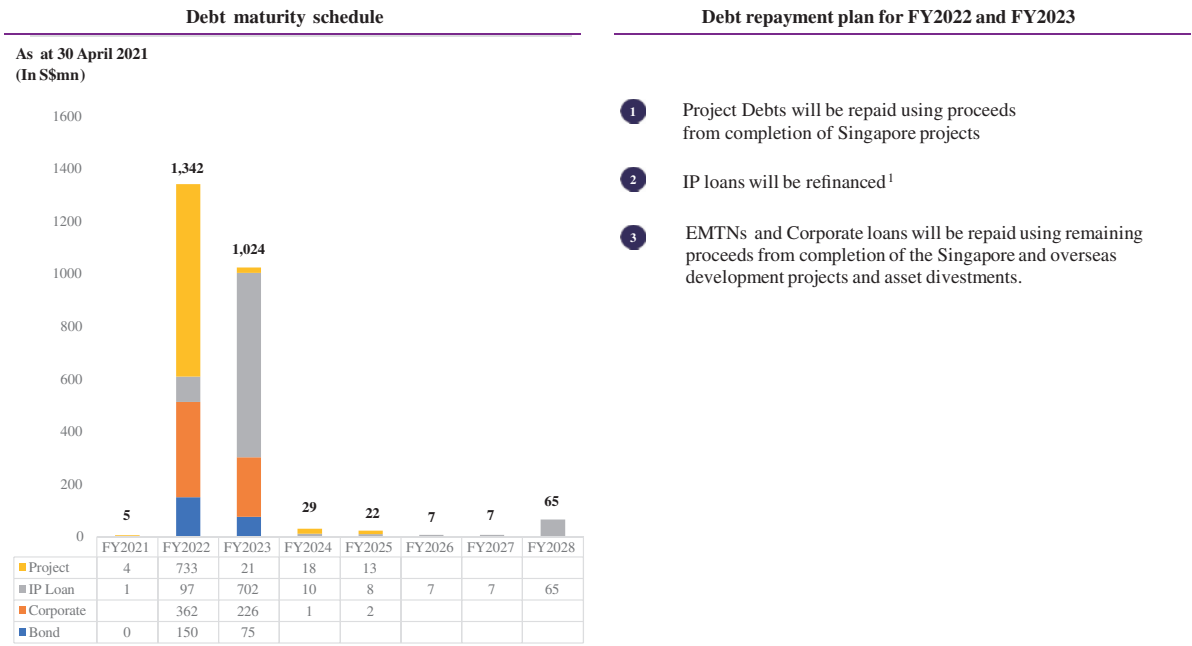 Debt maturity schedule
As at 30 April 2021
(In S$mn)
1600
1400
1200
1000
800
600
400
200
0
1,342
1,024
5
29
22
7
7
65
FY2021 FY2022 FY2023 FY2024 FY2025 FY2026 FY2027 FY2028
Project 4 733 21 18 13
IP Loan 1 97 702 10 8 7 7 65
Corporate 362 226 1 2
Bond 0 150 75
Debt repayment plan for FY2022 and FY2023
1 Project Debts will be repaid using proceeds
from completion of Singapore projects
2 IP loans will be refinanced¹
3 EMTNs and Corporate loans will be repaid using remaining
proceeds from completion of the Singapore and overseas
development projects and asset divestments.